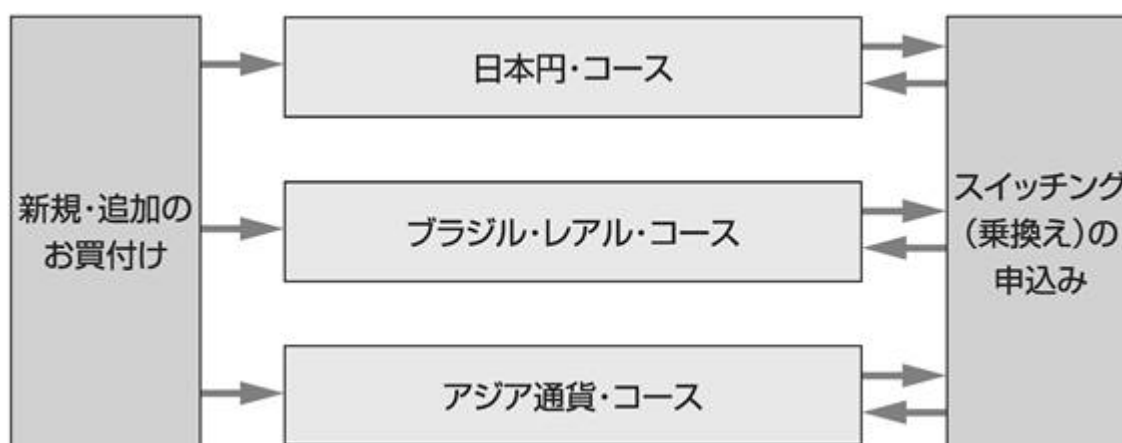 新規・追加の
お買付け
日本円・コース
ブラジル・レアル・コース
アジア通貨・コース
スイッチング
(乗換え)の
申込み